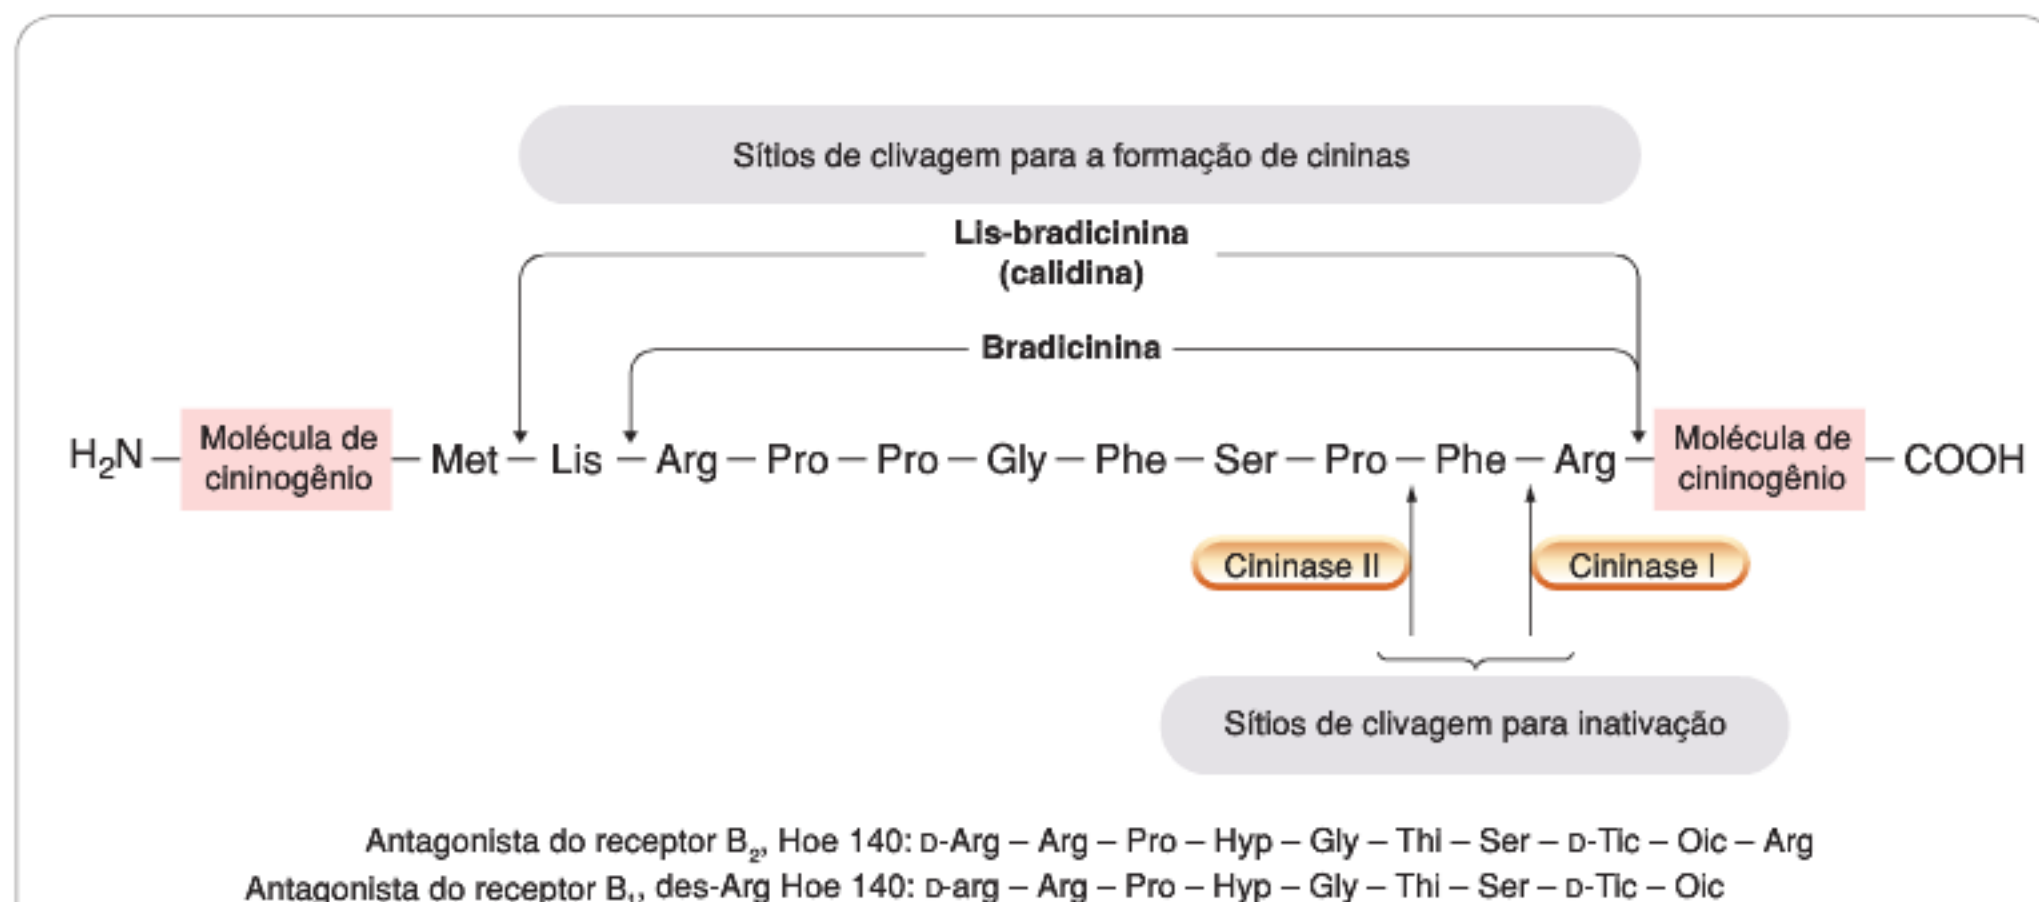 Sítios de clivagem para a formação de cininas
Lis-bradicinina
(calidina)
Bradicinina
H₂N – Molécula de cininogênio – Met – Lis – Arg – Pro – Pro – Gly – Phe – Ser – Pro – Phe – Arg – Molécula de cininogênio – COOH
Cininase II
Cininase I
Sítios de clivagem para inativação
Antagonista do receptor B₂, Hoe 140: D-Arg – Arg – Pro – Hyp – Gly – Thi – Ser – D-Tic – Oic – Arg
Antagonista do receptor B₁, des-Arg Hoe 140: D-arg – Arg – Pro – Hyp – Gly – Thi – Ser – D-Tic – Oic